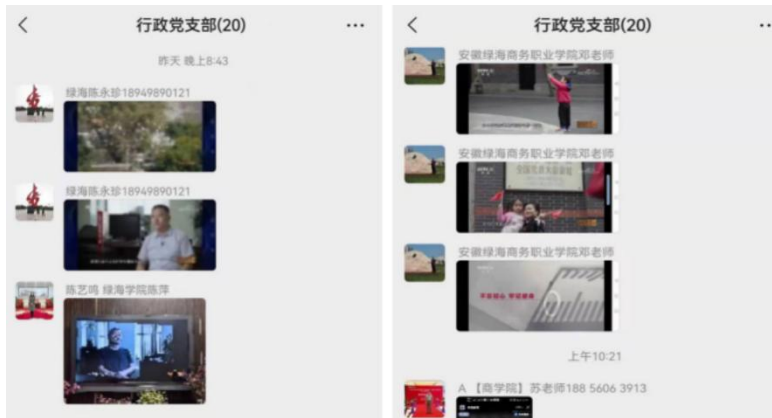 行政党支部(20)
昨天 晚上8:43
绿海陈永珍18949890121
绿海陈永珍18949890121
陈艺鸣 绿海学院陈萍
行政党支部(20)
安徽绿海商务职业学院邓老师
安徽绿海商务职业学院邓老师
安徽绿海商务职业学院邓老师
上午10:21
A 【商学院】苏老师188 5606 3913